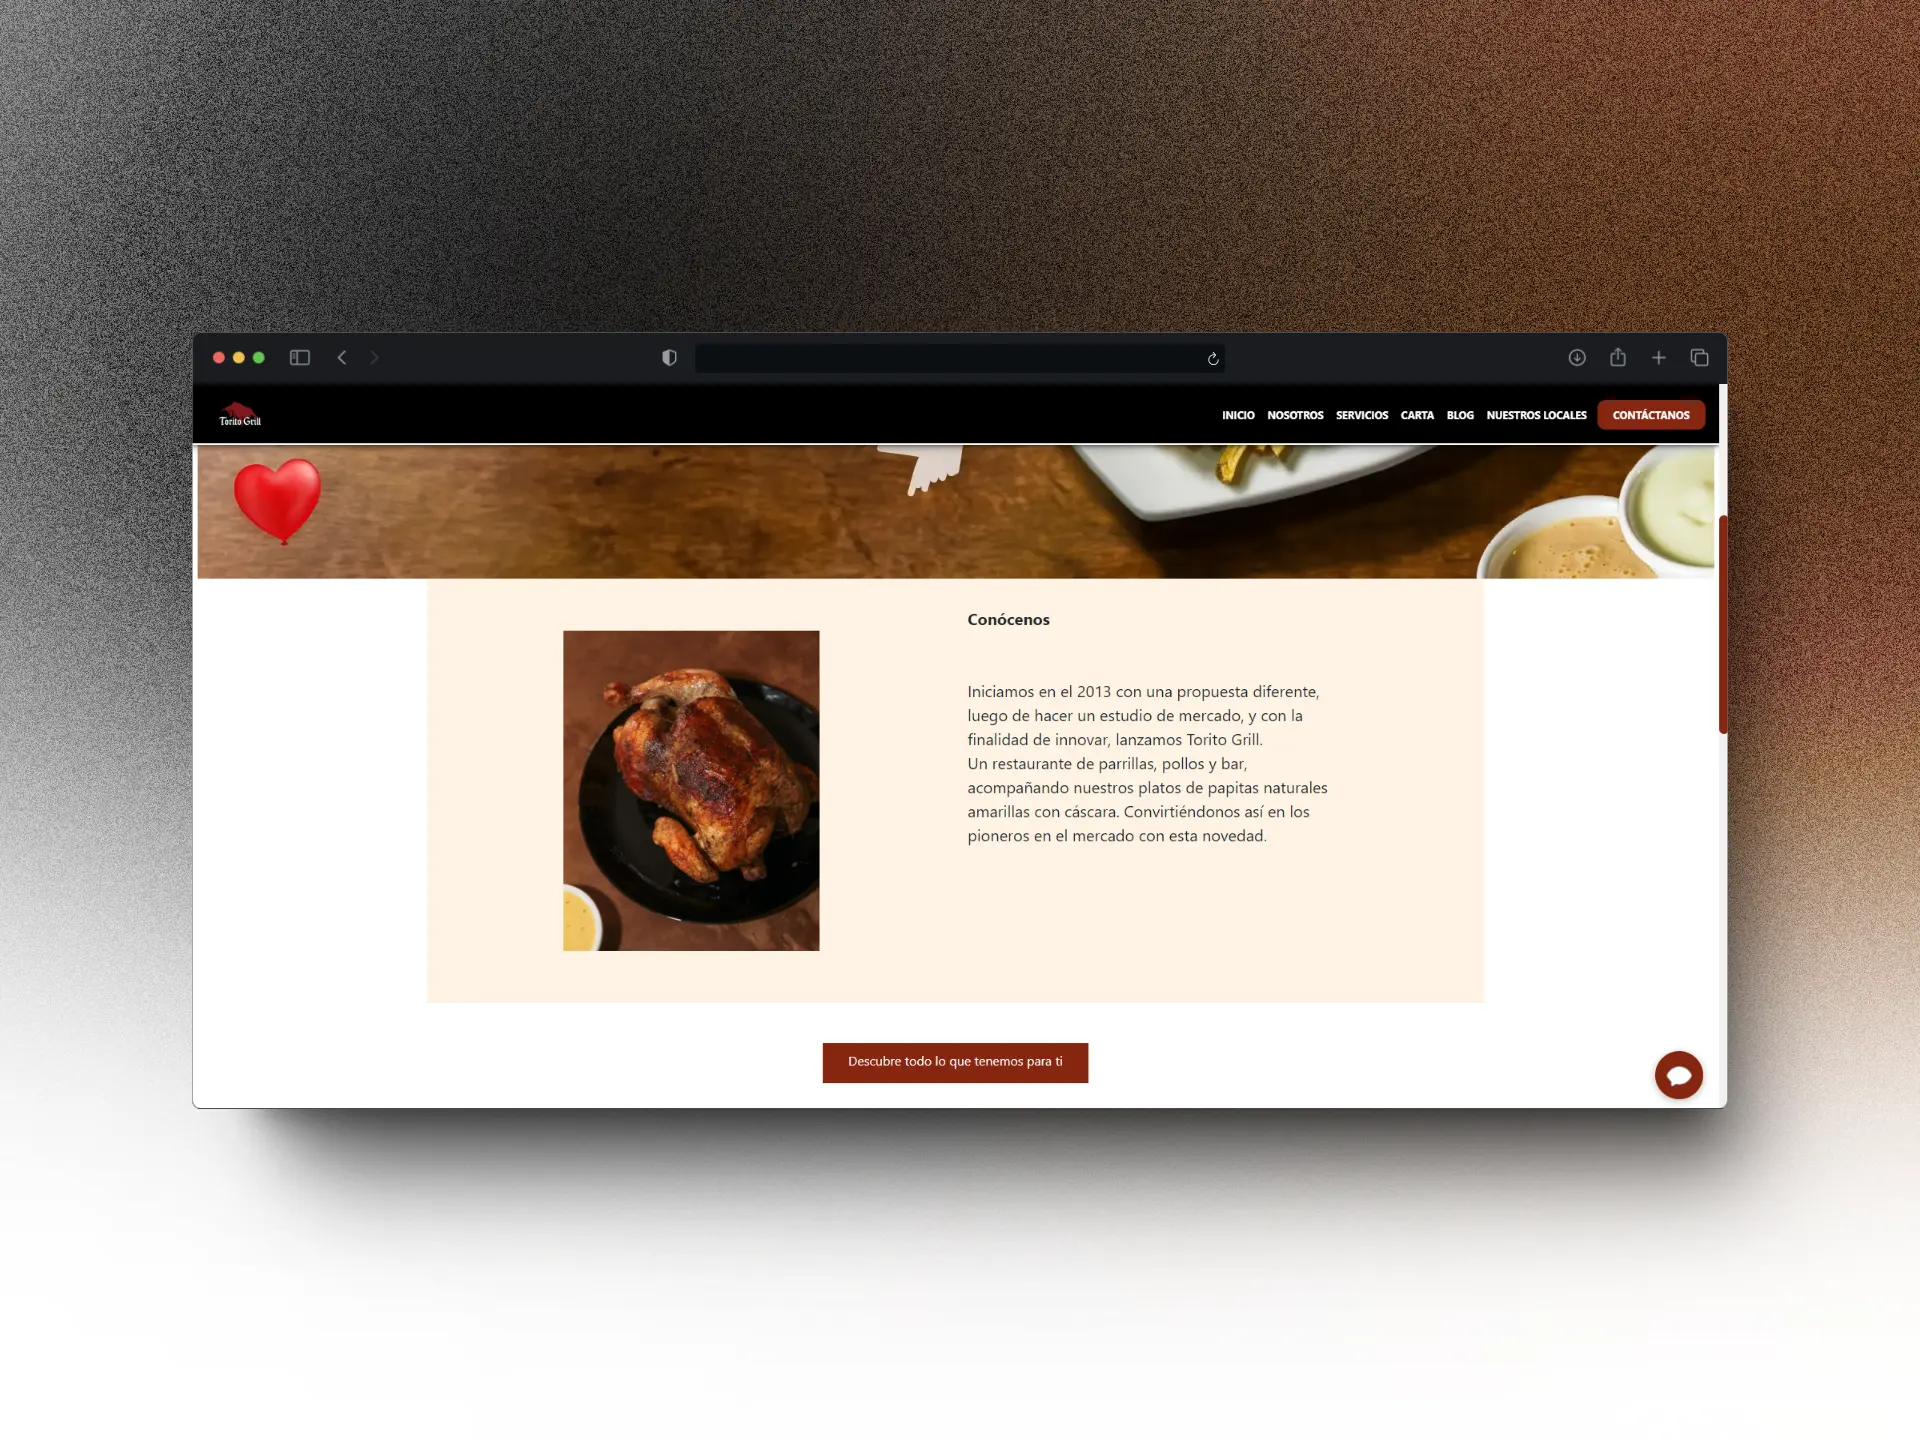 Torito Grill
INICIO NOSOTROS SERVICIOS CARTA BLOG NUESTROS LOCALES CONTÁCTANOS
Conócenos
Iniciamos en el 2013 con una propuesta diferente,
luego de hacer un estudio de mercado, y con la
finalidad de innovar, lanzamos Torito Grill.
Un restaurante de parrillas, pollos y bar,
acompañando nuestros platos de papitas naturales
amarillas con cáscara. Convirtiéndonos así en los
pioneros en el mercado con esta novedad.
Descubre todo lo que tenemos para ti